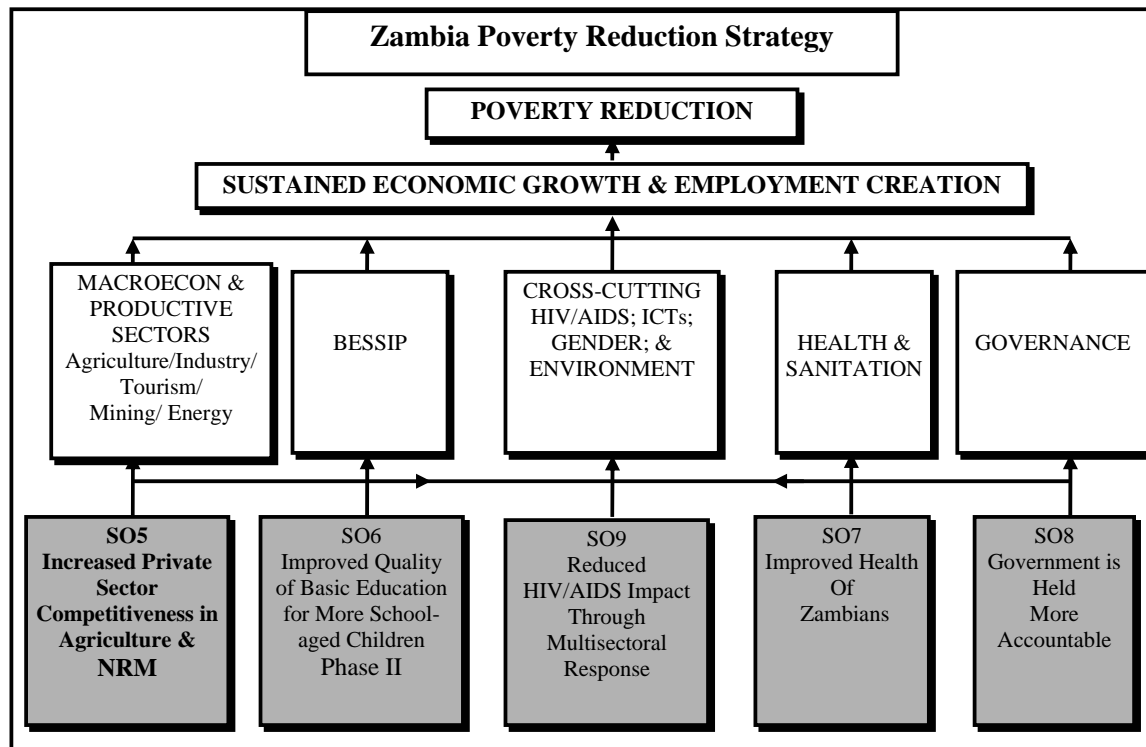 Zambia Poverty Reduction Strategy
POVERTY REDUCTION
SUSTAINED ECONOMIC GROWTH & EMPLOYMENT CREATION
MACROECON &
PRODUCTIVE
SECTORS
Agriculture/Industry/
Tourism/
Mining/ Energy
BESSIP
CROSS-CUTTING
HIV/AIDS; ICTs;
GENDER; &
ENVIRONMENT
HEALTH &
SANITATION
GOVERNANCE
SO5
Increased Private
Sector
Competitiveness in
Agriculture &
NRM
SO6
Improved Quality
of Basic Education
for More School-
aged Children
Phase II
SO9
Reduced
HIV/AIDS Impact
Through
Multisectoral
Response
SO7
Improved Health
Of
Zambians
SO8
Government is
Held
More
Accountable